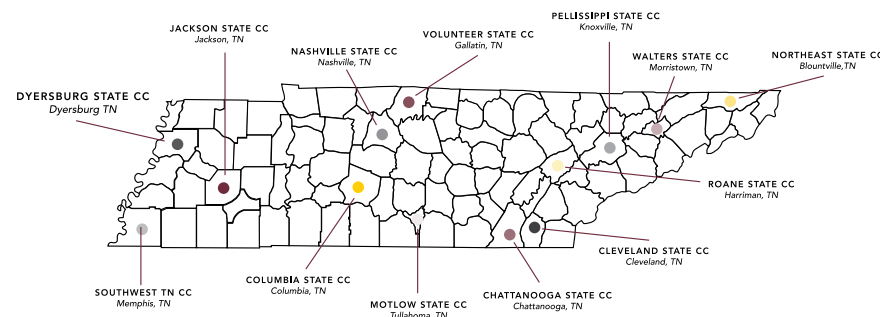 PELLISSIPPI STATE CC
Knoxville, TN
JACKSON STATE CC
Jackson, TN
VOLUNTEER STATE CC
Gallatin, TN
NASHVILLE STATE CC
Nashville, TN
WALTERS STATE CC
Morristown, TN
NORTHEAST STATE CC
Blountville,TN
DYERSBURG STATE CC
Dyersburg TN
ROANE STATE CC
Harriman, TN
CLEVELAND STATE CC
Cleveland, TN
COLUMBIA STATE CC
Columbia, TN
SOUTHWEST TN CC
Memphis, TN
CHATTANOOGA STATE CC
Chattanooga, TN
MOTLOW STATE CC
Tullahoma, TN